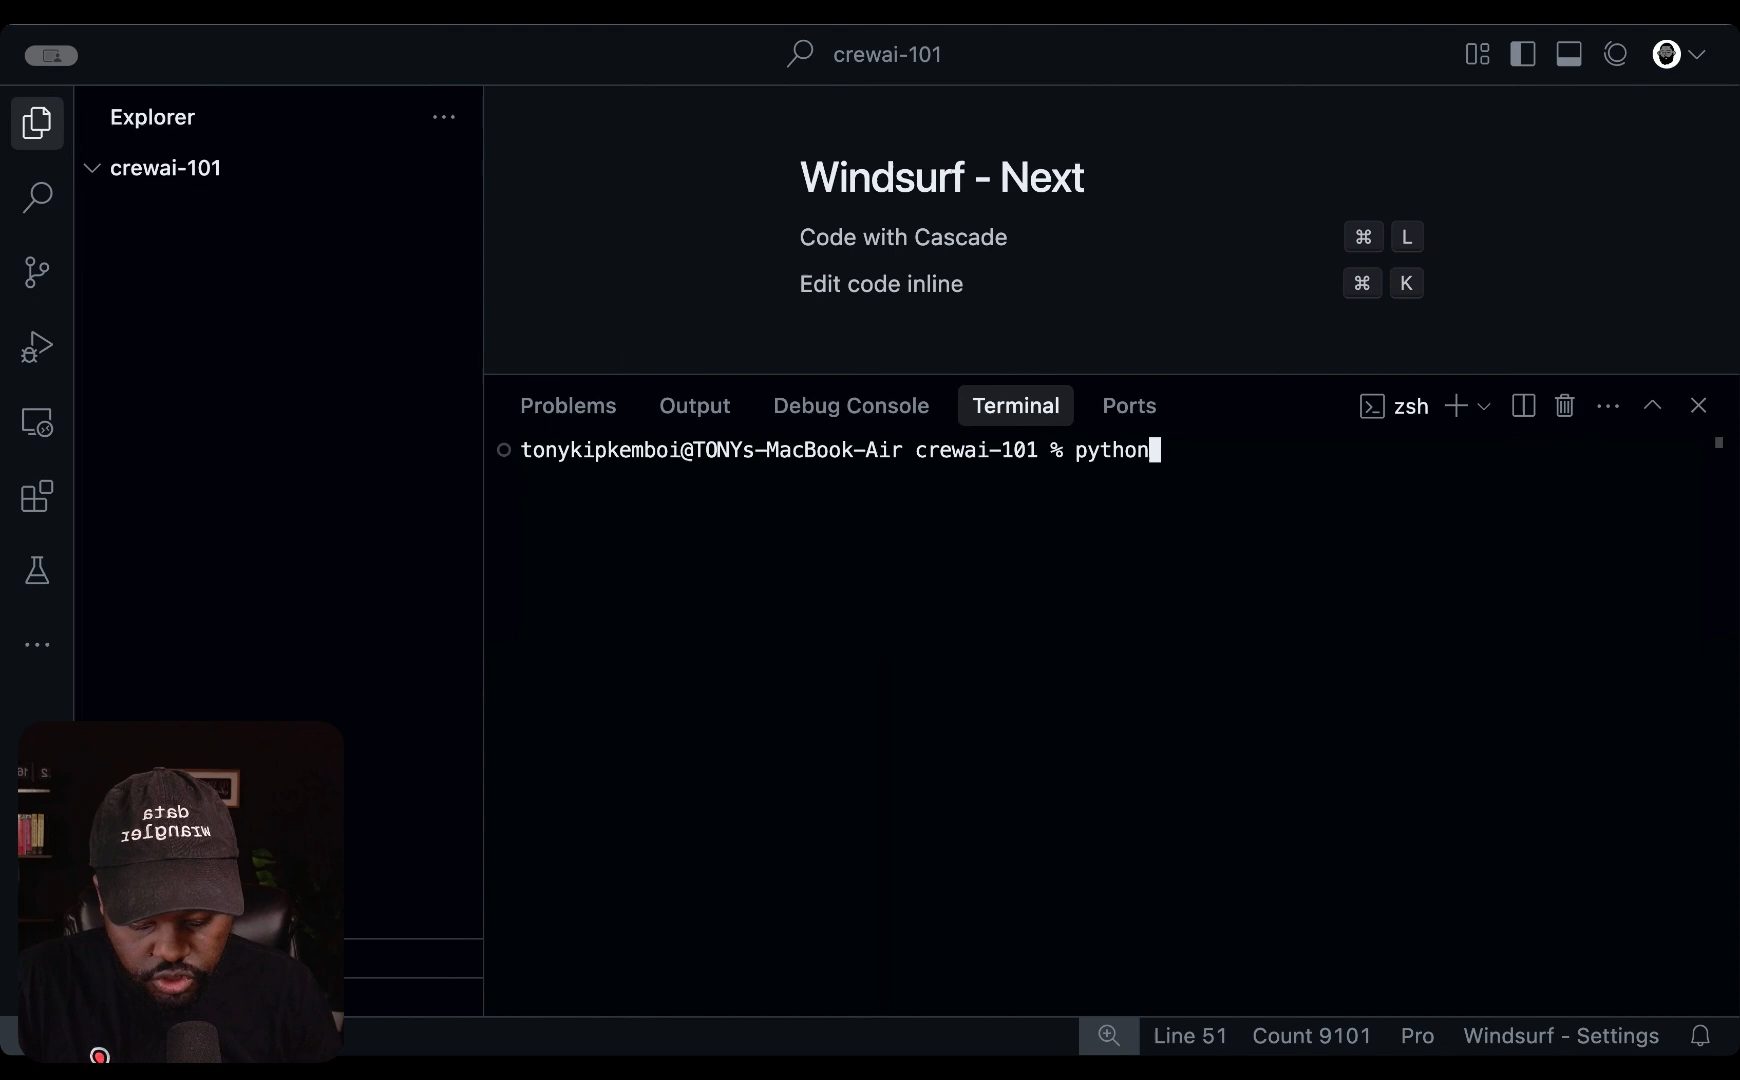 crewai-101
Explorer
crewai-101
Windsurf - Next
Code with Cascade
⌘ L
Edit code inline
⌘ K
Problems
Output
Debug Console
Terminal
Ports
zsh
tonykipkemboi@TONYs-MacBook-Air crewai-101 % python
data
wrangler
Line 51
Count 9101
Pro
Windsurf - Settings